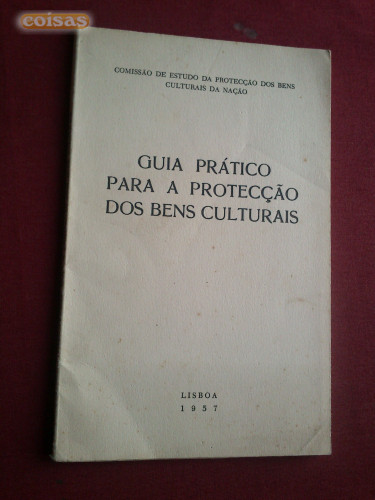 coisas
COMISSÃO DE ESTUDO DA PROTECÇÃO DOS BENS
CULTURAIS DA NAÇÃO
GUIA PRÁTICO
PARA A PROTECÇÃO
DOS BENS CULTURAIS
LISBOA
1957